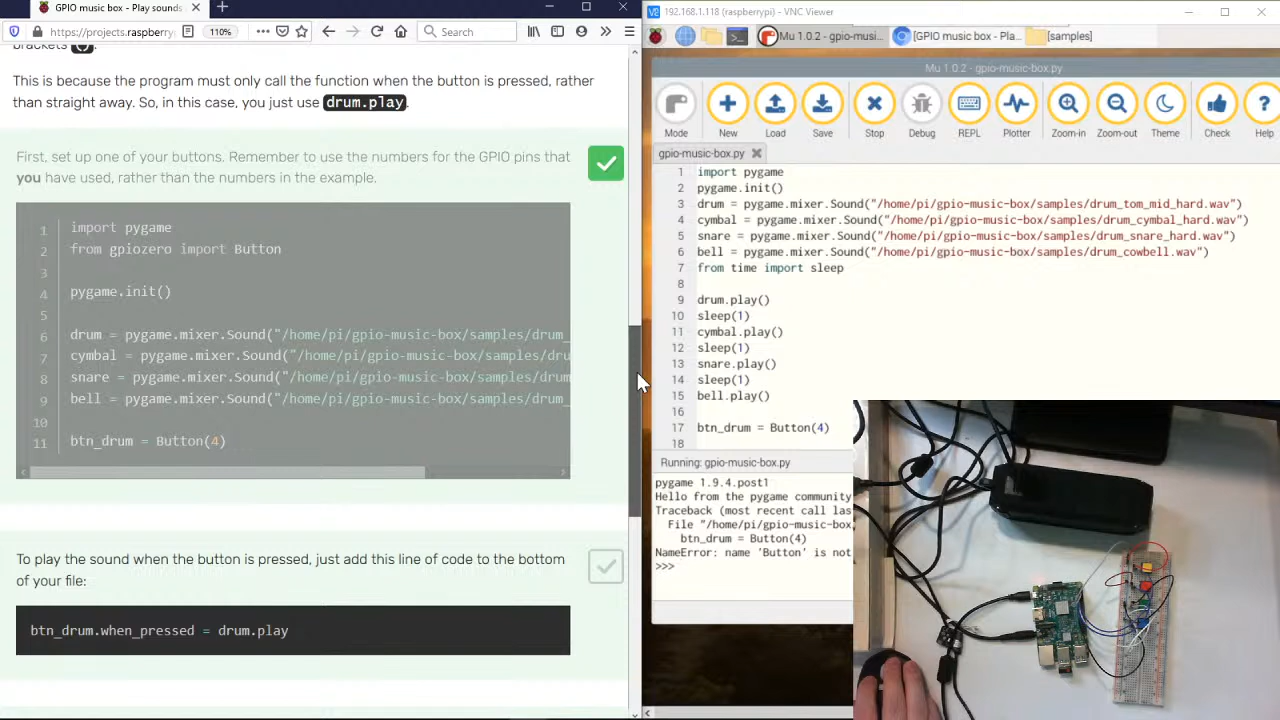 GPIO music box - Play sounds
https://projects.raspberry
110%
Search
brackets ().
This is because the program must only call the function when the button is pressed, rather
than straight away. So, in this case, you just use drum.play.
First, set up one of your buttons. Remember to use the numbers for the GPIO pins that
you have used, rather than the numbers in the example.
1 import pygame
2 from gpiozero import Button
3
4 pygame.init()
5
6 drum = pygame.mixer.Sound("/home/pi/gpio-music-box/samples/drum_
7 cymbal = pygame.mixer.Sound("/home/pi/gpio-music-box/samples/dru
8 snare = pygame.mixer.Sound("/home/pi/gpio-music-box/samples/drum
9 bell = pygame.mixer.Sound("/home/pi/gpio-music-box/samples/drum_
10
11 btn_drum = Button(4)
To play the sound when the button is pressed, just add this line of code to the bottom
of your file:
btn_drum.when_pressed = drum.play
192.168.1.118 (raspberrypi) - VNC Viewer
Mu 1.0.2 - gpio-musi...
[GPIO music box - Pla...
[samples]
Mu 1.0.2 - gpio-music-box.py
Mode New Load Save Stop Debug REPL Plotter Zoom-in Zoom-out Theme Check Help
gpio-music-box.py
1 import pygame
2 pygame.init()
3 drum = pygame.mixer.Sound("/home/pi/gpio-music-box/samples/drum_tom_mid_hard.wav")
4 cymbal = pygame.mixer.Sound("/home/pi/gpio-music-box/samples/drum_cymbal_hard.wav")
5 snare = pygame.mixer.Sound("/home/pi/gpio-music-box/samples/drum_snare_hard.wav")
6 bell = pygame.mixer.Sound("/home/pi/gpio-music-box/samples/drum_cowbell.wav")
7 from time import sleep
8
9 drum.play()
10 sleep(1)
11 cymbal.play()
12 sleep(1)
13 snare.play()
14 sleep(1)
15 bell.play()
16
17 btn_drum = Button(4)
18
Running: gpio-music-box.py
pygame 1.9.4.post1
Hello from the pygame community
Traceback (most recent call las
File "/home/pi/gpio-music-box
btn_drum = Button(4)
NameError: name 'Button' is not
>>>